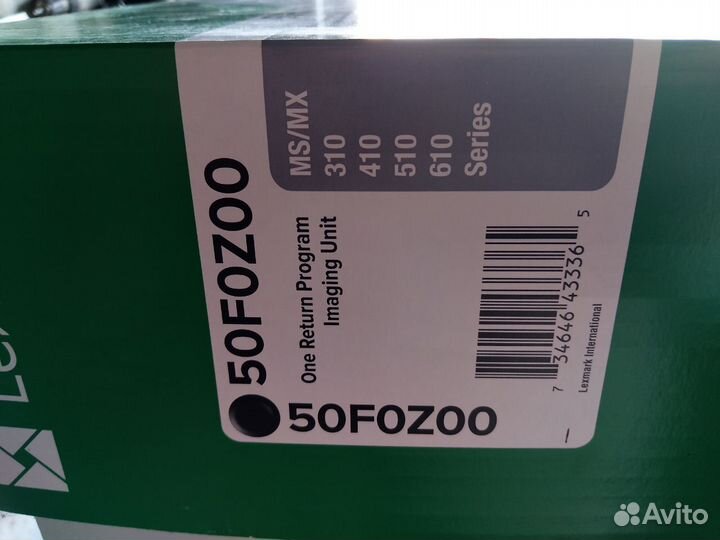 50F0Z00
One Return Program
Imaging Unit
MS/MX
310
410
510
610
Series
50F0Z00
7 34646 43336 5
Lexmark International
Avito